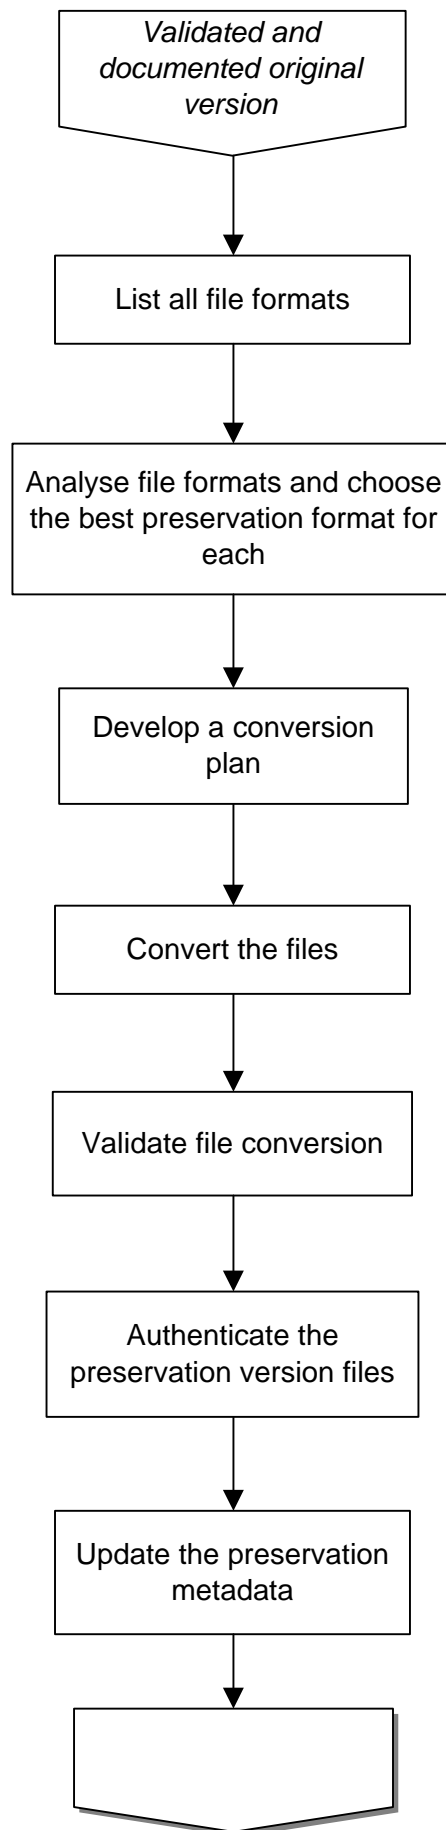 Validated and
documented original
version
List all file formats
Analyse file formats and choose
the best preservation format for
each
Develop a conversion
plan
Convert the files
Validate file conversion
Authenticate the
preservation version files
Update the preservation
metadata